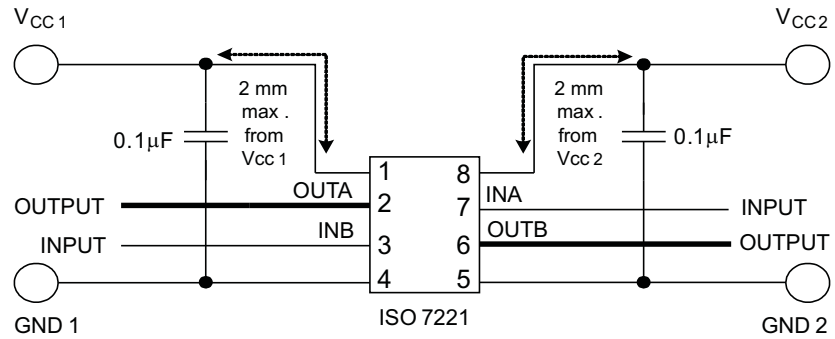 VCC 1
VCC2
2 mm
max .
from
Vcc 1
2 mm
max .
from
Vcc 2
0.1µF
0.1µF
1
8
OUTA
2
7
INA
OUTPUT
INPUT
INB
3
6
OUTB
INPUT
OUTPUT
4
5
GND 1
ISO 7221
GND 2